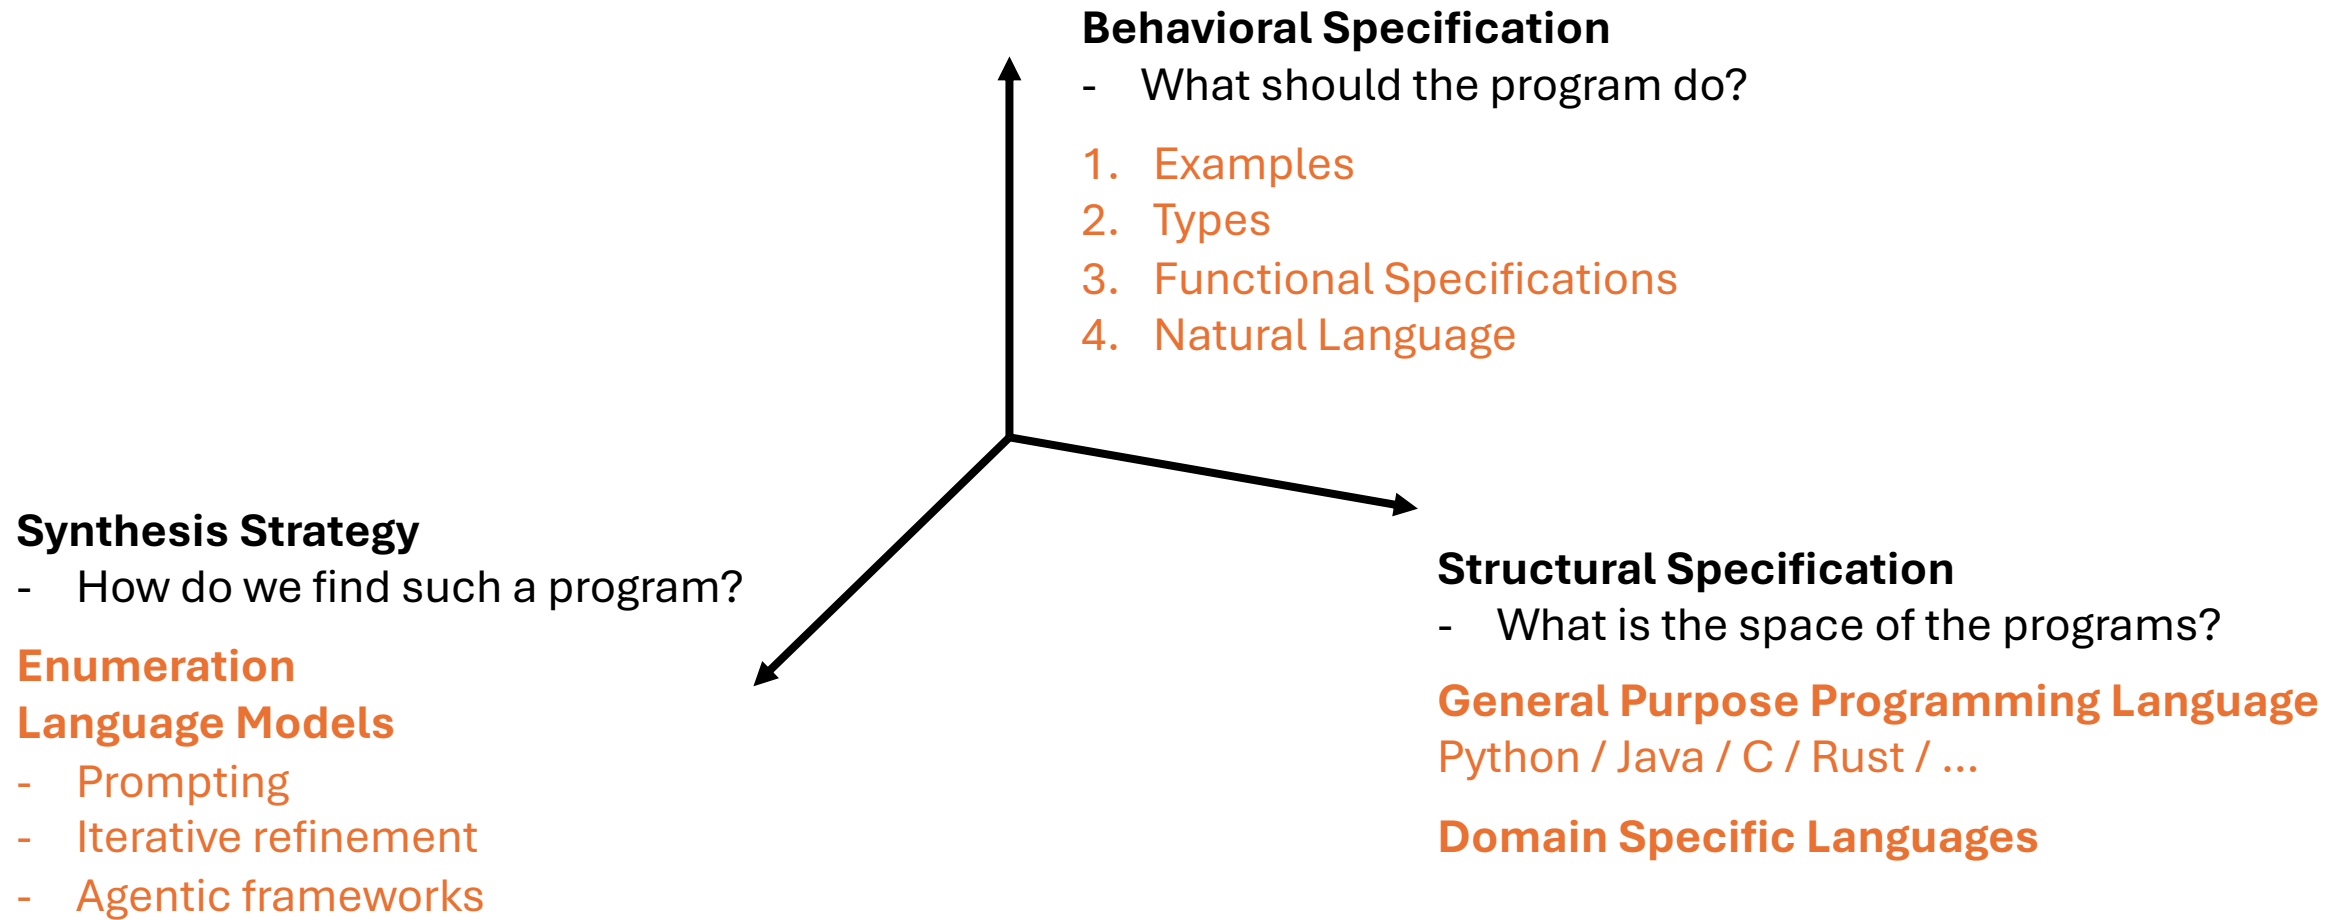 Behavioral Specification
- What should the program do?
1. Examples
2. Types
3. Functional Specifications
4. Natural Language
Synthesis Strategy
- How do we find such a program?
Enumeration
Language Models
- Prompting
- Iterative refinement
- Agentic frameworks
Structural Specification
- What is the space of the programs?
General Purpose Programming Language
Python / Java / C / Rust / ...
Domain Specific Languages